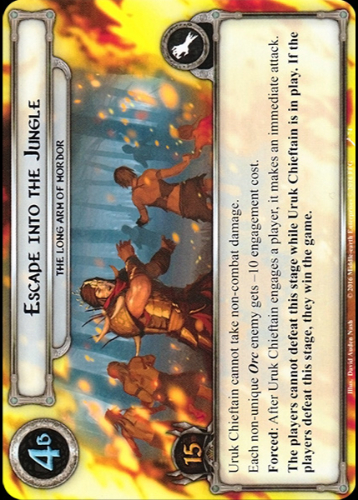 4B
ESCAPE INTO THE JUNGLE
THE LONG ARM OF MORDOR
15
Uruk Chieftain cannot take non-combat damage.
Each non-unique Orc enemy gets –10 engagement cost.
Forced: After Uruk Chieftain engages a player, it makes an immediate attack.
The players cannot defeat this stage while Uruk Chieftain is in play. If the
players defeat this stage, they win the game.
Illus. David Auden Nash © 2016 Middle-earth Enterprises